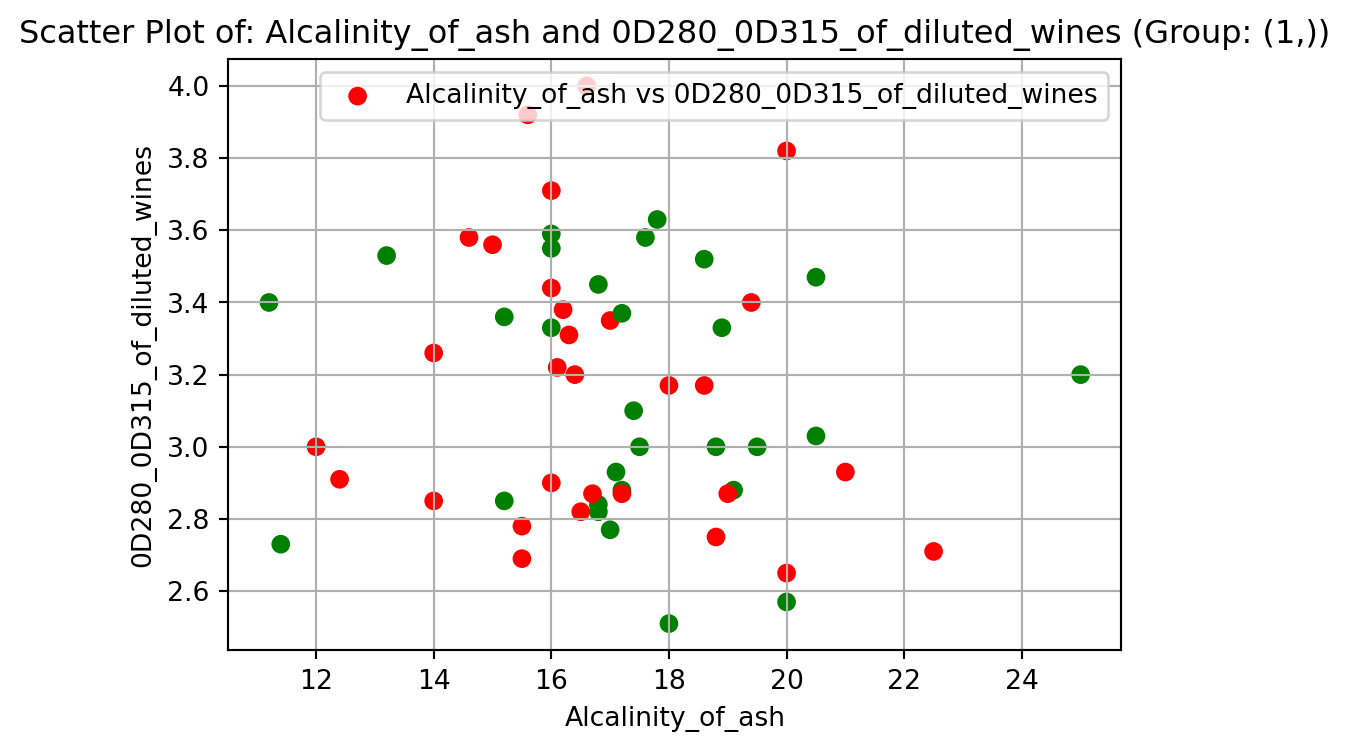 Scatter Plot of: Alcalinity_of_ash and 0D280_0D315_of_diluted_wines (Group: (1,))
Alcalinity_of_ash vs 0D280_0D315_of_diluted_wines
0D280_0D315_of_diluted_wines
4.0
3.8
3.6
3.4
3.2
3.0
2.8
2.6
12 14 16 18 20 22 24
Alcalinity_of_ash